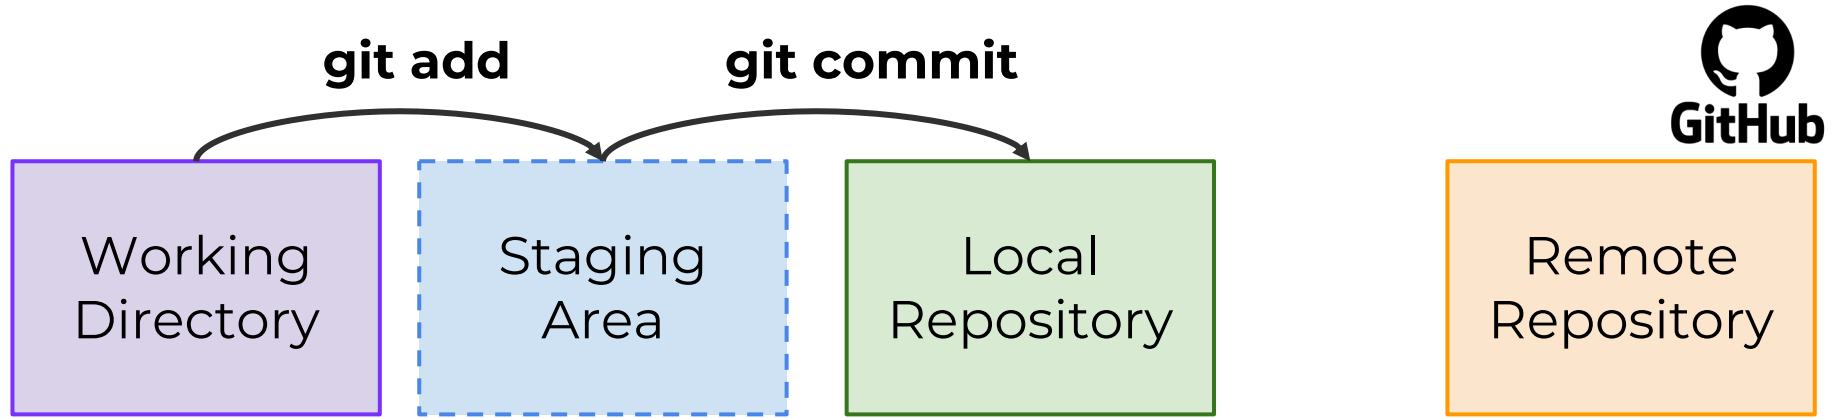 git add
git commit
GitHub
Working
Directory
Staging
Area
Local
Repository
Remote
Repository